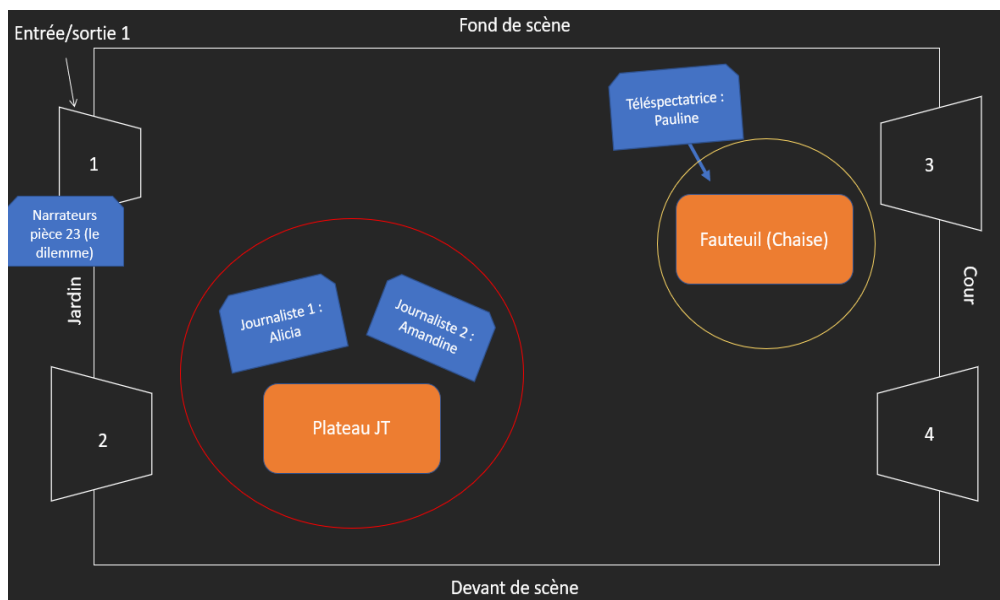 Fond de scène
Entrée/sortie 1
Téléspectatrice :
Pauline
1
3
Narrateurs
pièce 23 (le
dilemme)
Fauteuil (Chaise)
Jardin
Cour
Journaliste 1 :
Alicia
Journaliste 2 :
Amandine
2
Plateau JT
4
Devant de scène